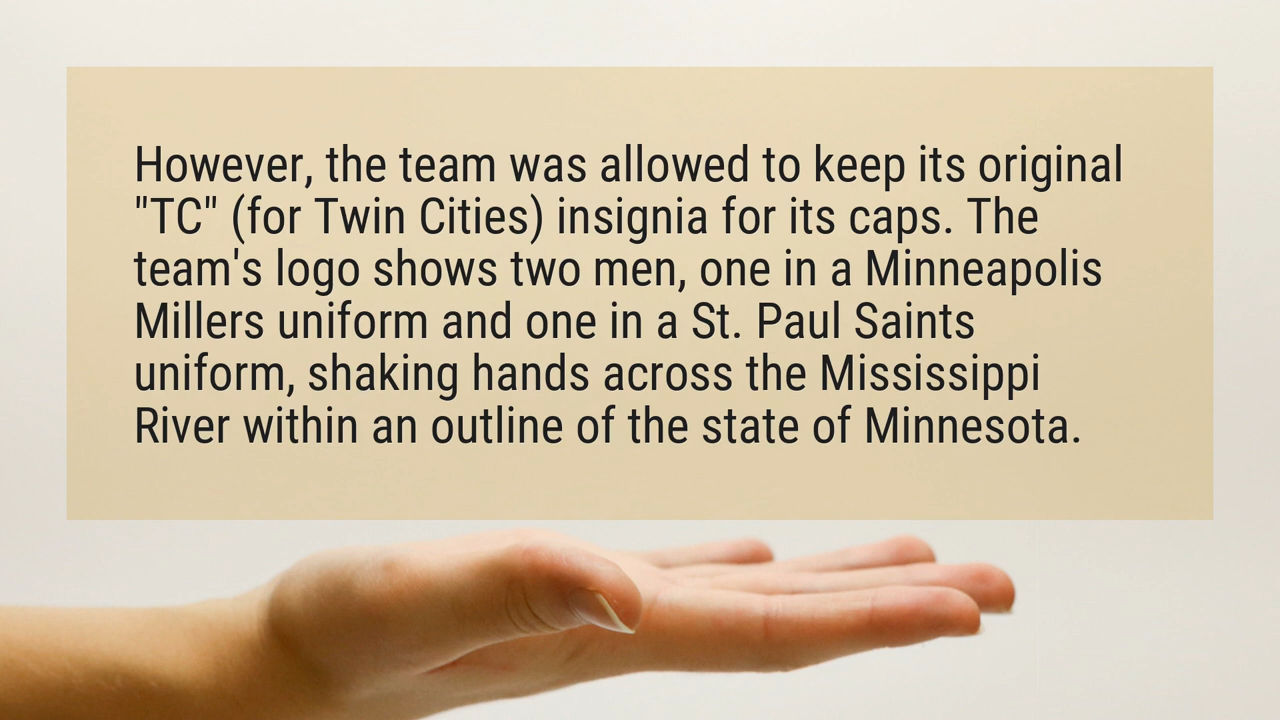 However, the team was allowed to keep its original
"TC" (for Twin Cities) insignia for its caps. The
team's logo shows two men, one in a Minneapolis
Millers uniform and one in a St. Paul Saints
uniform, shaking hands across the Mississippi
River within an outline of the state of Minnesota.